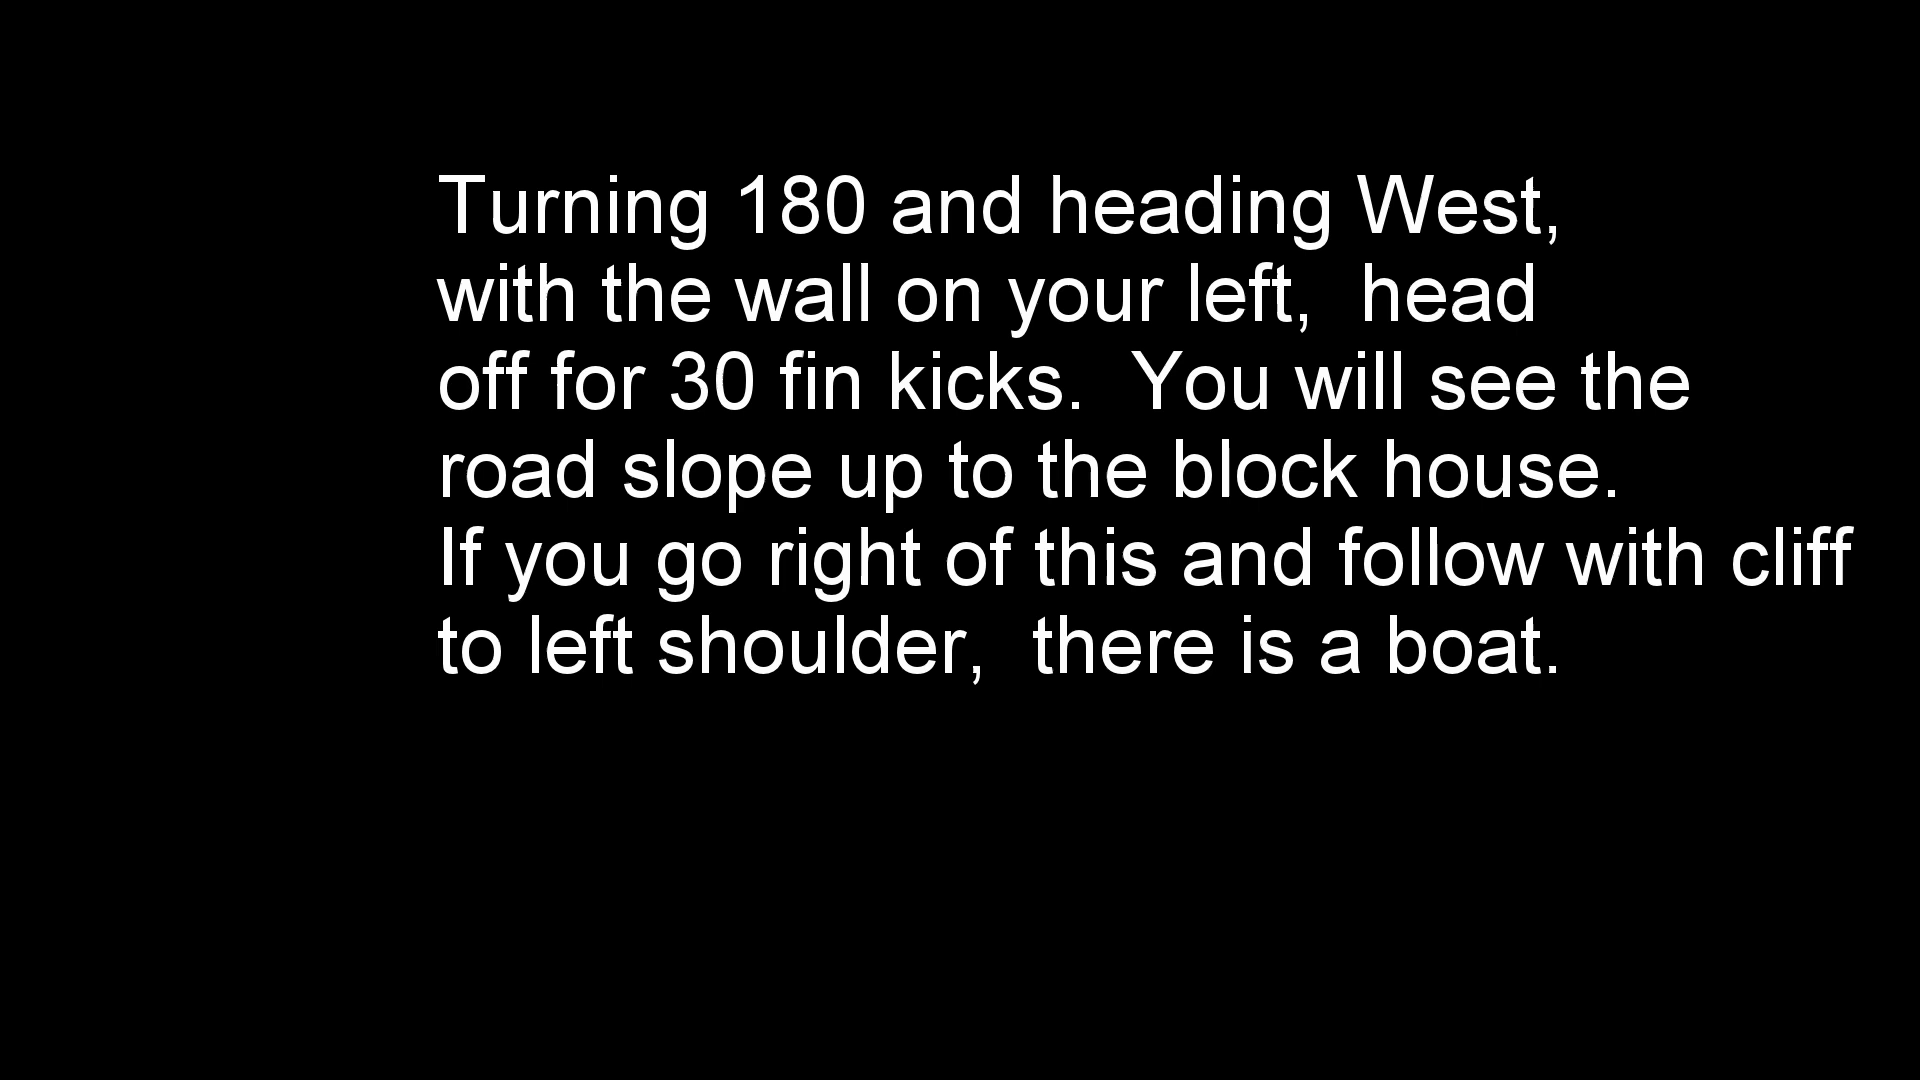 Turning 180 and heading West,
with the wall on your left,  head
off for 30 fin kicks.  You will see the
road slope up to the block house.
If you go right of this and follow with cliff
to left shoulder,  there is a boat.